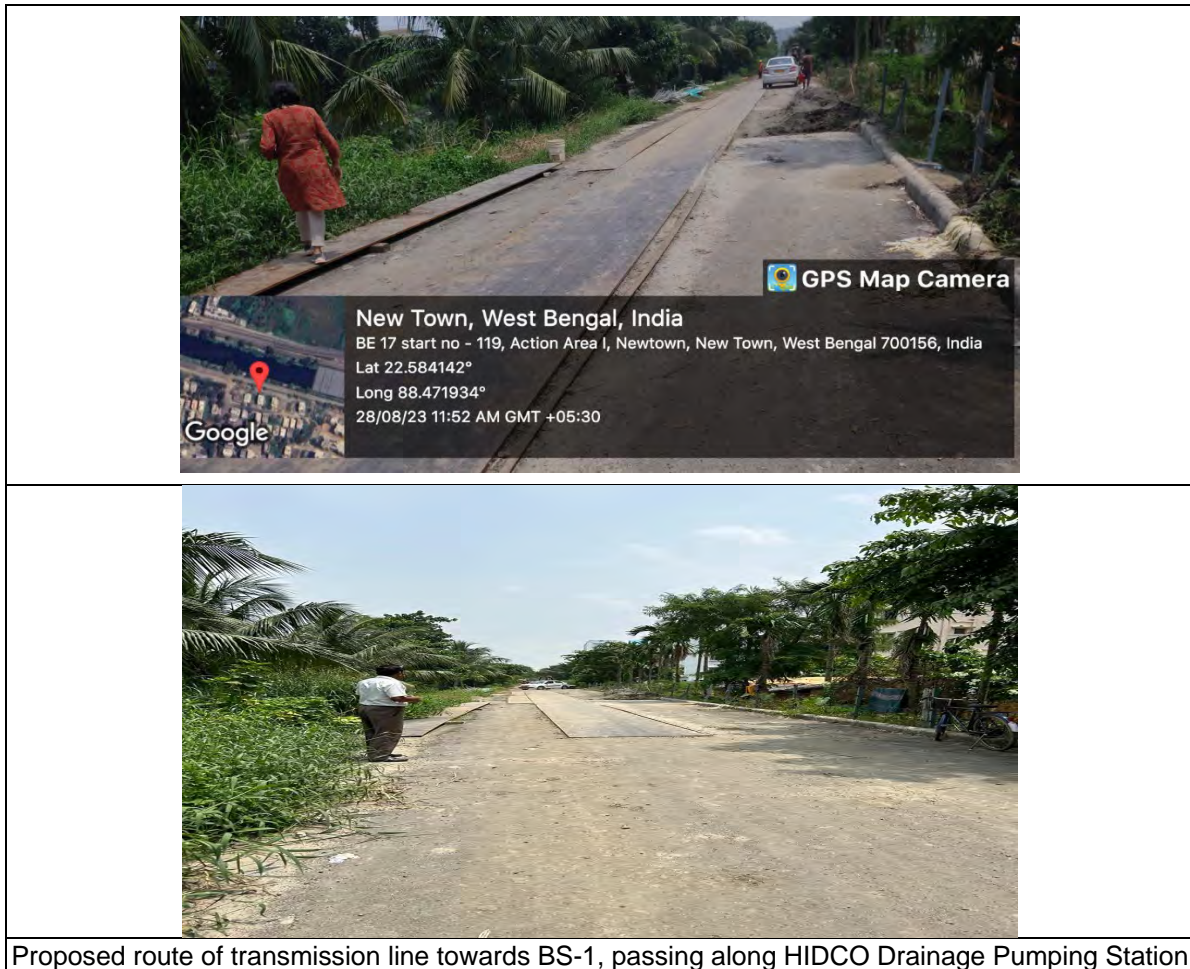 GPS Map Camera
New Town, West Bengal, India
BE 17 start no - 119, Action Area I, Newtown, New Town, West Bengal 700156, India
Lat 22.584142°
Long 88.471934°
28/08/23 11:52 AM GMT +05:30
Google
Proposed route of transmission line towards BS-1, passing along HIDCO Drainage Pumping Station